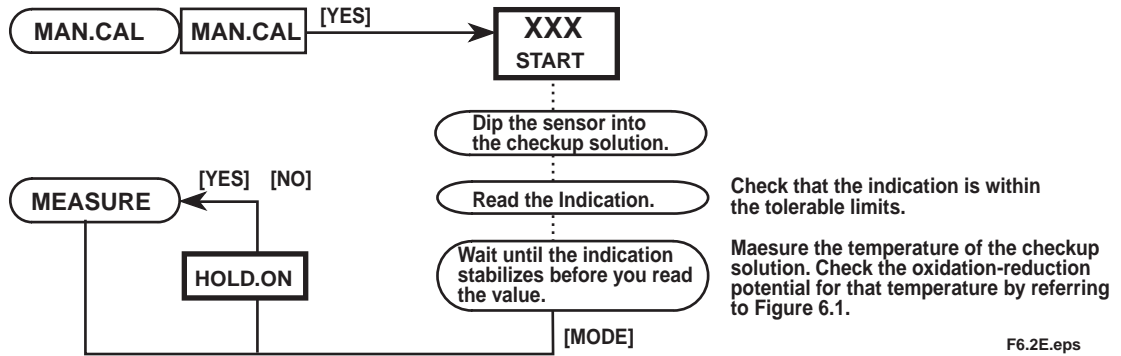 MAN.CAL
MAN.CAL
[YES]
XXX
START
Dip the sensor into
the checkup solution.
Read the Indication.
Wait until the indication
stabilizes before you read
the value.
[MODE]
Check that the indication is within
the tolerable limits.
Maesure the temperature of the checkup
solution. Check the oxidation-reduction
potential for that temperature by referring
to Figure 6.1.
MEASURE
[YES] [NO]
HOLD.ON
F6.2E.eps